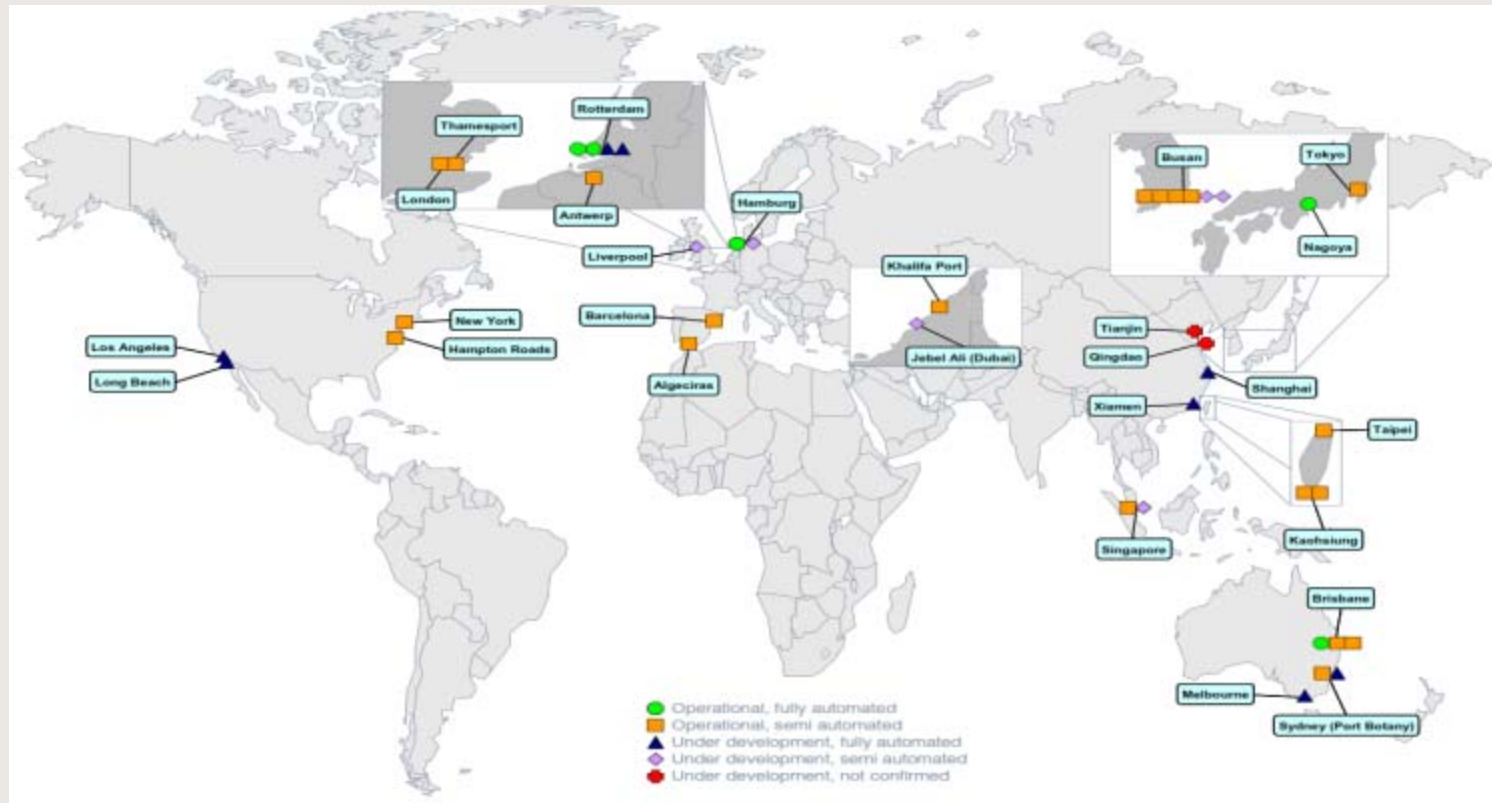 Thamesport
Rotterdam
London
Antwerp
Hamburg
Liverpool
Busan
Tokyo
Nagoya
Khalifa Port
Jebel Ali (Dubai)
New York
Hampton Roads
Barcelona
Algeciras
Los Angeles
Long Beach
Tianjin
Qingdao
Shanghai
Xiamen
Taipei
Kaohsiung
Singapore
Brisbane
Melbourne
Sydney (Port Botany)
Operational, fully automated
Operational, semi automated
Under development, fully automated
Under development, semi automated
Under development, not confirmed